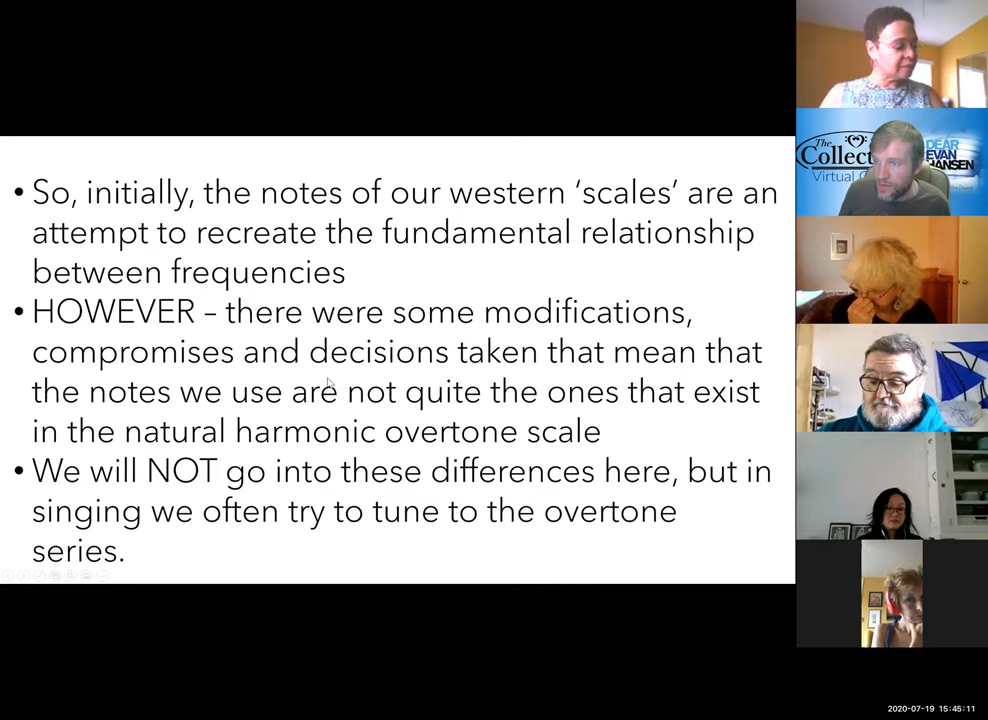 • So, initially, the notes of our western ‘scales’ are an
attempt to recreate the fundamental relationship
between frequencies
• HOWEVER – there were some modifications,
compromises and decisions taken that mean that
the notes we use are not quite the ones that exist
in the natural harmonic overtone scale
• We will NOT go into these differences here, but in
singing we often try to tune to the overtone
series.
The
Collect
Virtual
DEAR
EVAN
HANSEN
2020-07-19 15:45:11